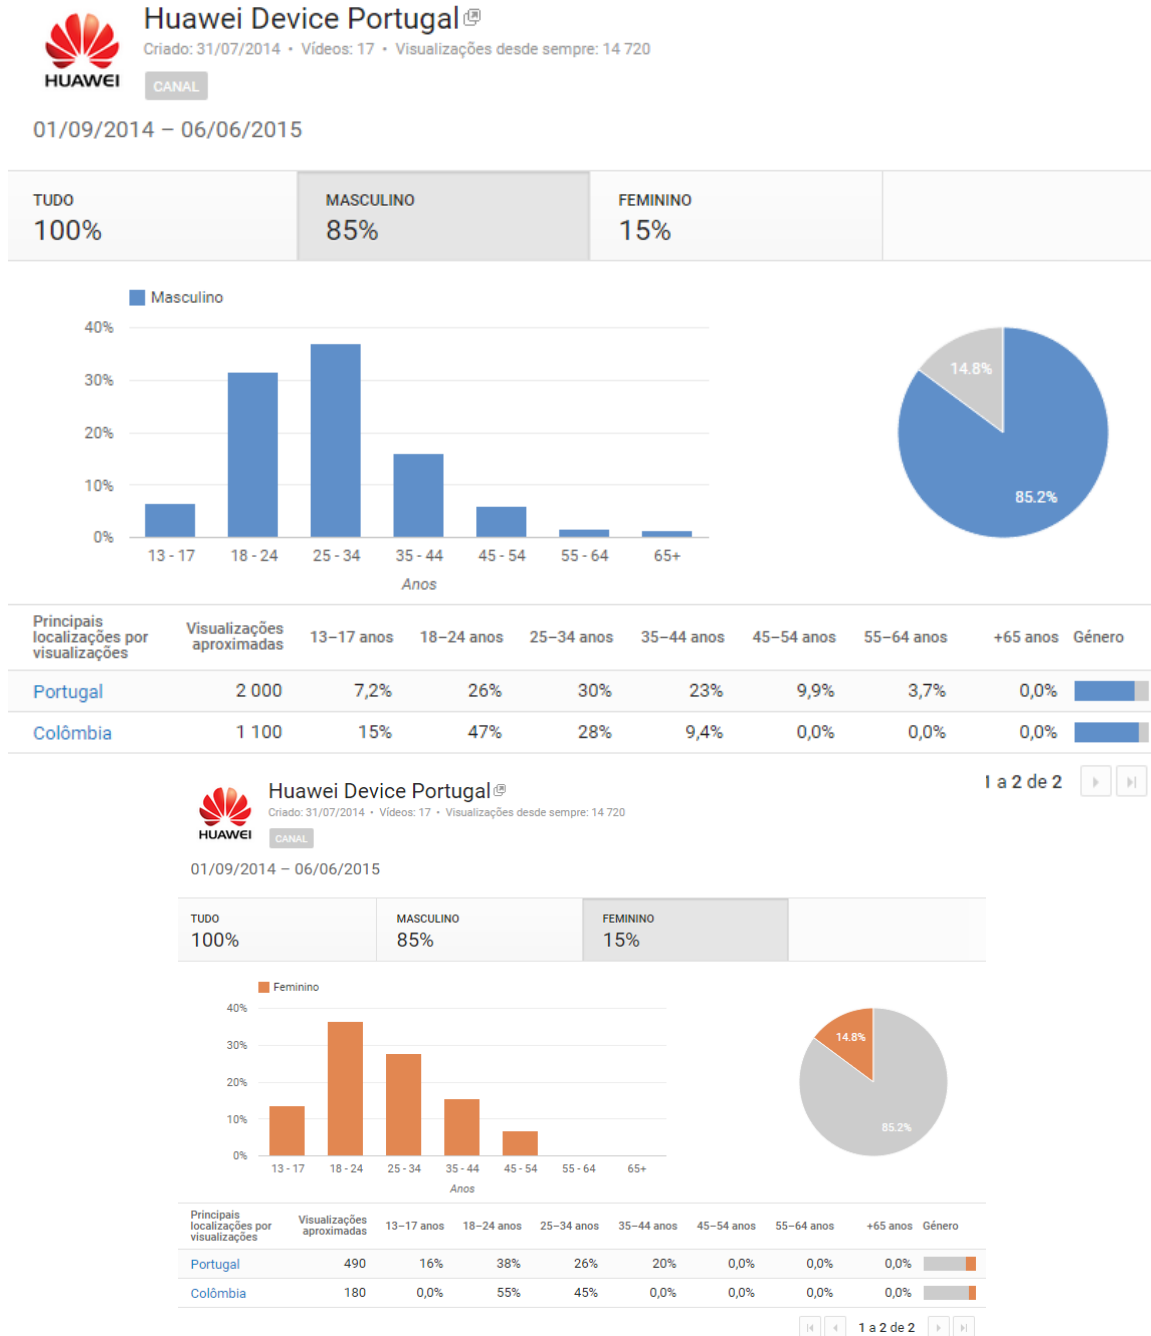 Huawei Device Portugal
Criado: 31/07/2014 • Vídeos: 17 • Visualizações desde sempre: 14 720
HUAWEI
CANAL
01/09/2014 – 06/06/2015
TUDO MASCULINO FEMININO
100% 85% 15%
Masculino
40%
30%
20%
10%
0%
14.8%
85.2%
13 - 17 18 - 24 25 - 34 35 - 44 45 - 54 55 - 64 65+
Anos
Principais localizações por visualizações Visualizações aproximadas 13–17 anos 18–24 anos 25–34 anos 35–44 anos 45–54 anos 55–64 anos +65 anos Género
Portugal 2 000 7,2% 26% 30% 23% 9,9% 3,7% 0,0%
Colômbia 1 100 15% 47% 28% 9,4% 0,0% 0,0% 0,0%
1 a 2 de 2
Huawei Device Portugal
Criado: 31/07/2014 • Vídeos: 17 • Visualizações desde sempre: 14 720
HUAWEI
CANAL
01/09/2014 – 06/06/2015
TUDO MASCULINO FEMININO
100% 85% 15%
Feminino
40%
30%
20%
10%
0%
14.8%
85.2%
13 - 17 18 - 24 25 - 34 35 - 44 45 - 54 55 - 64 65+
Anos
Principais localizações por visualizações Visualizações aproximadas 13–17 anos 18–24 anos 25–34 anos 35–44 anos 45–54 anos 55–64 anos +65 anos Género
Portugal 490 16% 38% 26% 20% 0,0% 0,0% 0,0%
Colômbia 180 0,0% 55% 45% 0,0% 0,0% 0,0% 0,0%
1 a 2 de 2